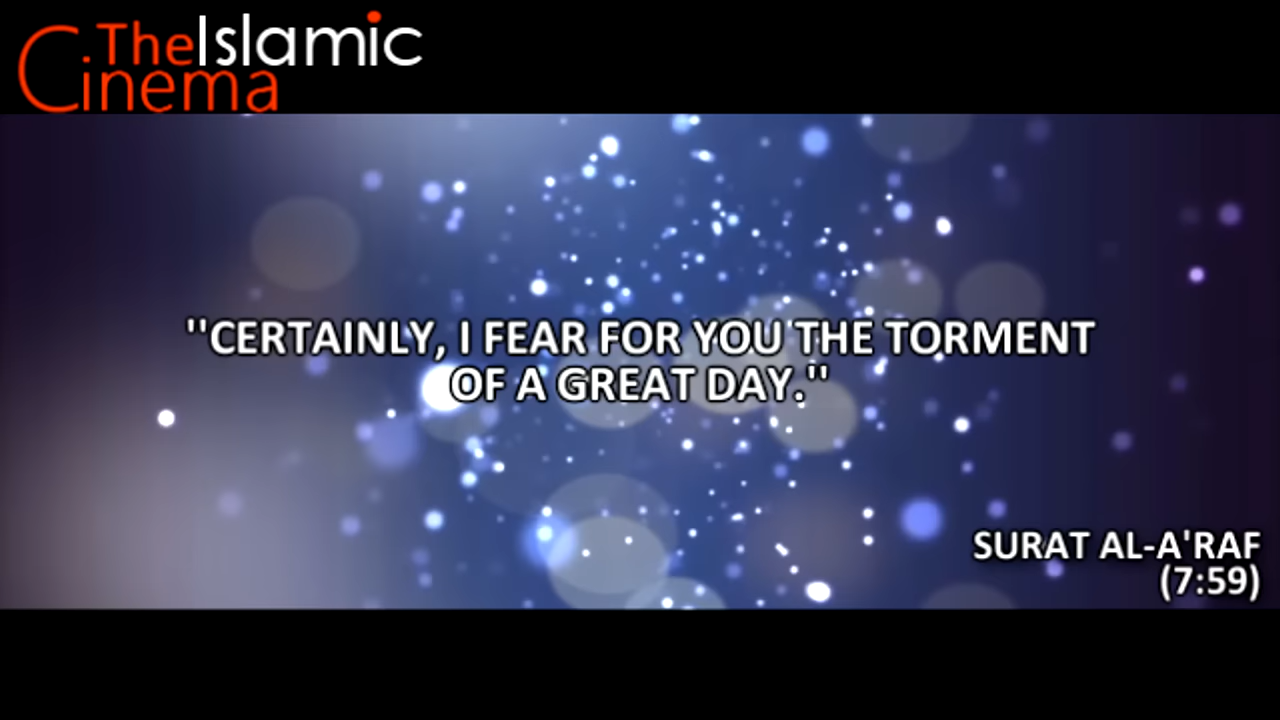 TheIslamic
Cinema
"CERTAINLY, I FEAR FOR YOU THE TORMENT
OF A GREAT DAY."
SURAT AL-A'RAF
(7:59)